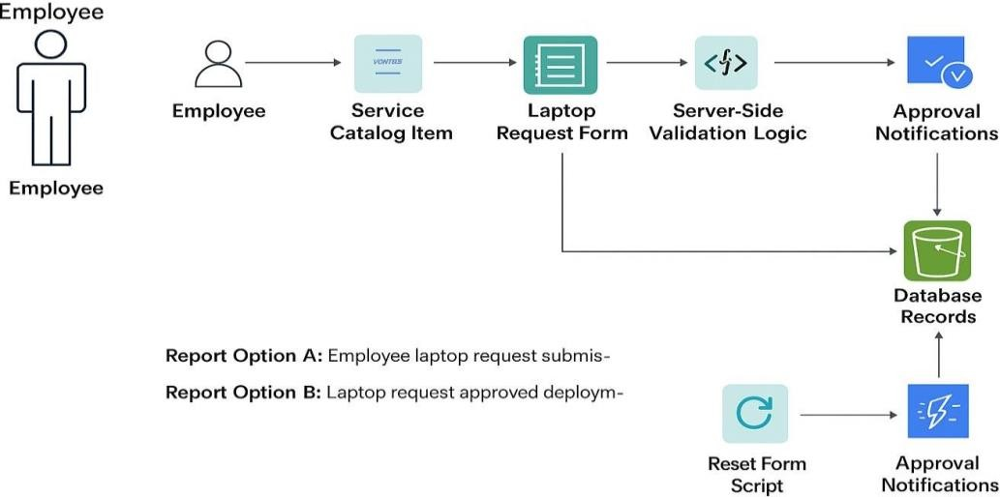 Employee
Employee
Employee
Service
Catalog Item
Laptop
Request Form
Server-Side
Validation Logic
Approval
Notifications
Database
Records
Report Option A: Employee laptop request submis-
Report Option B: Laptop request approved deploym-
Reset Form
Script
Approval
Notifications